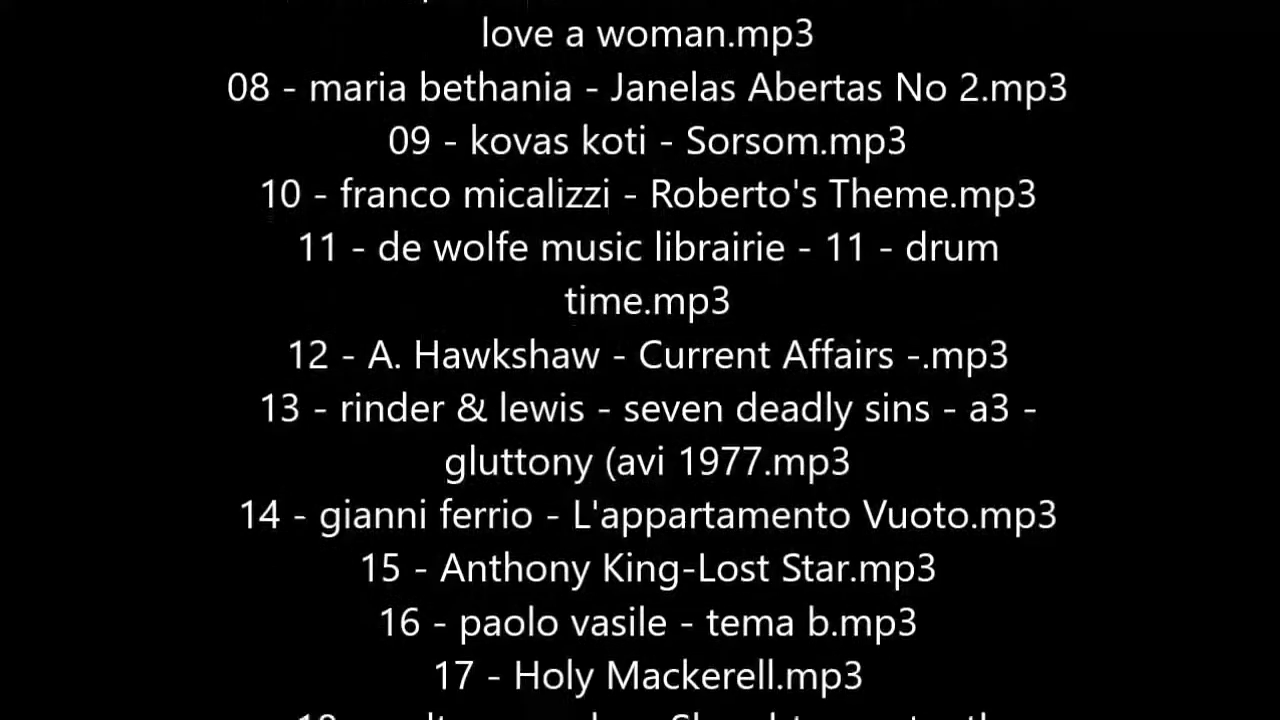 love a woman.mp3
08 - maria bethania - Janelas Abertas No 2.mp3
09 - kovas koti - Sorsom.mp3
10 - franco micalizzi - Roberto's Theme.mp3
11 - de wolfe music librairie - 11 - drum
time.mp3
12 - A. Hawkshaw - Current Affairs -.mp3
13 - rinder & lewis - seven deadly sins - a3 -
gluttony (avi 1977.mp3
14 - gianni ferrio - L'appartamento Vuoto.mp3
15 - Anthony King-Lost Star.mp3
16 - paolo vasile - tema b.mp3
17 - Holy Mackerell.mp3